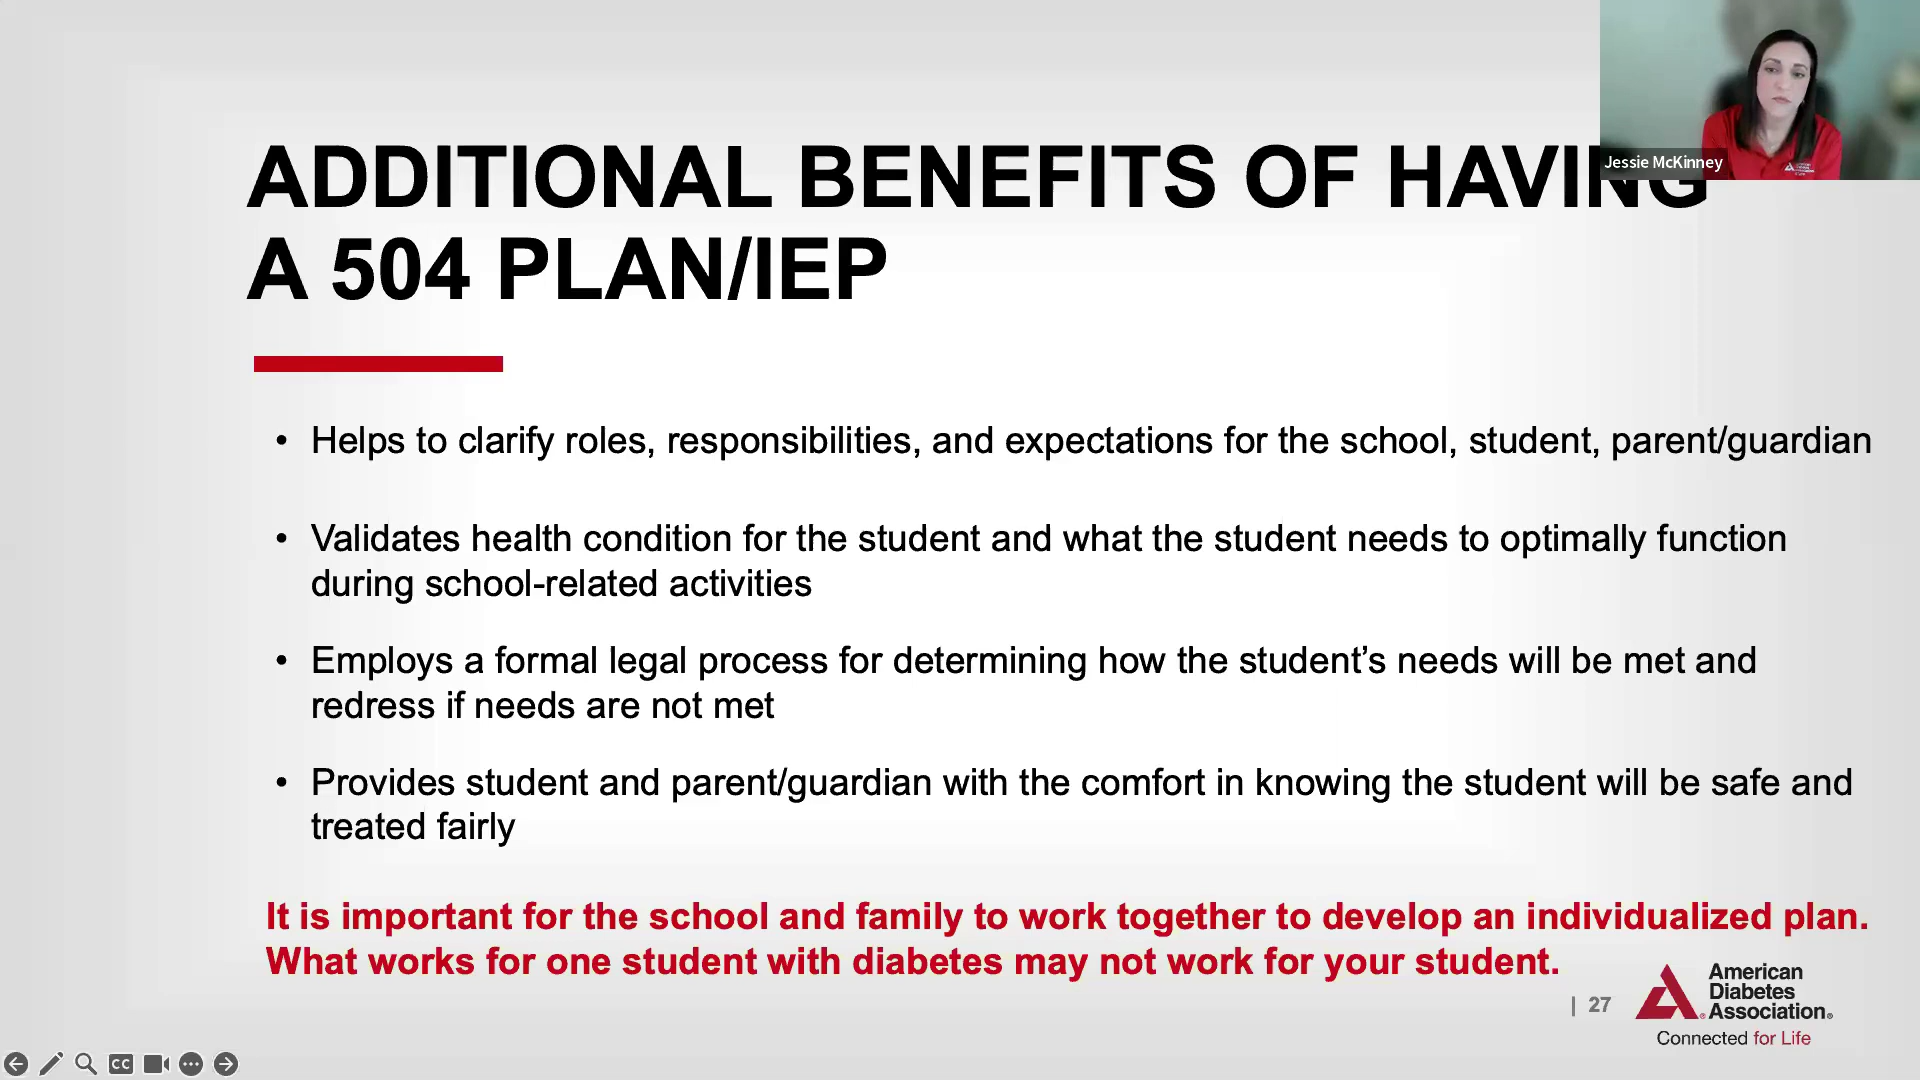 ADDITIONAL BENEFITS OF HAVING
A 504 PLAN/IEP
Jessie McKinney
• Helps to clarify roles, responsibilities, and expectations for the school, student, parent/guardian
• Validates health condition for the student and what the student needs to optimally function
during school-related activities
• Employs a formal legal process for determining how the student’s needs will be met and
redress if needs are not met
• Provides student and parent/guardian with the comfort in knowing the student will be safe and
treated fairly
It is important for the school and family to work together to develop an individualized plan.
What works for one student with diabetes may not work for your student.
| 27
American
Diabetes
Association®
Connected for Life
CC